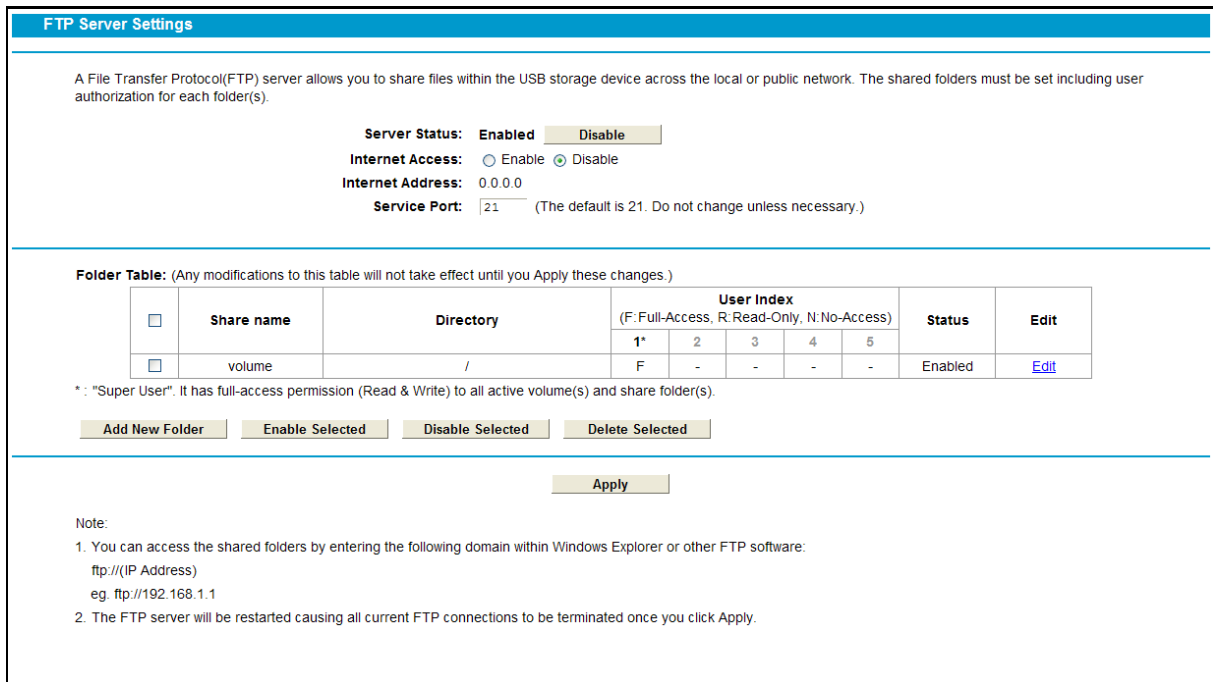 FTP Server Settings
A File Transfer Protocol(FTP) server allows you to share files within the USB storage device across the local or public network. The shared folders must be set including user
authorization for each folder(s).
Server Status: Enabled Disable
Internet Access: Enable Disable
Internet Address: 0.0.0.0
Service Port: 21 (The default is 21. Do not change unless necessary.)
Folder Table: (Any modifications to this table will not take effect until you Apply these changes.)
Share name Directory User Index (F:Full-Access, R:Read-Only, N:No-Access) Status Edit
1* 2 3 4 5
volume / F - - - - Enabled Edit
* : "Super User". It has full-access permission (Read & Write) to all active volume(s) and share folder(s).
Add New Folder Enable Selected Disable Selected Delete Selected
Apply
Note:
1. You can access the shared folders by entering the following domain within Windows Explorer or other FTP software:
ftp://(IP Address)
eg. ftp://192.168.1.1
2. The FTP server will be restarted causing all current FTP connections to be terminated once you click Apply.